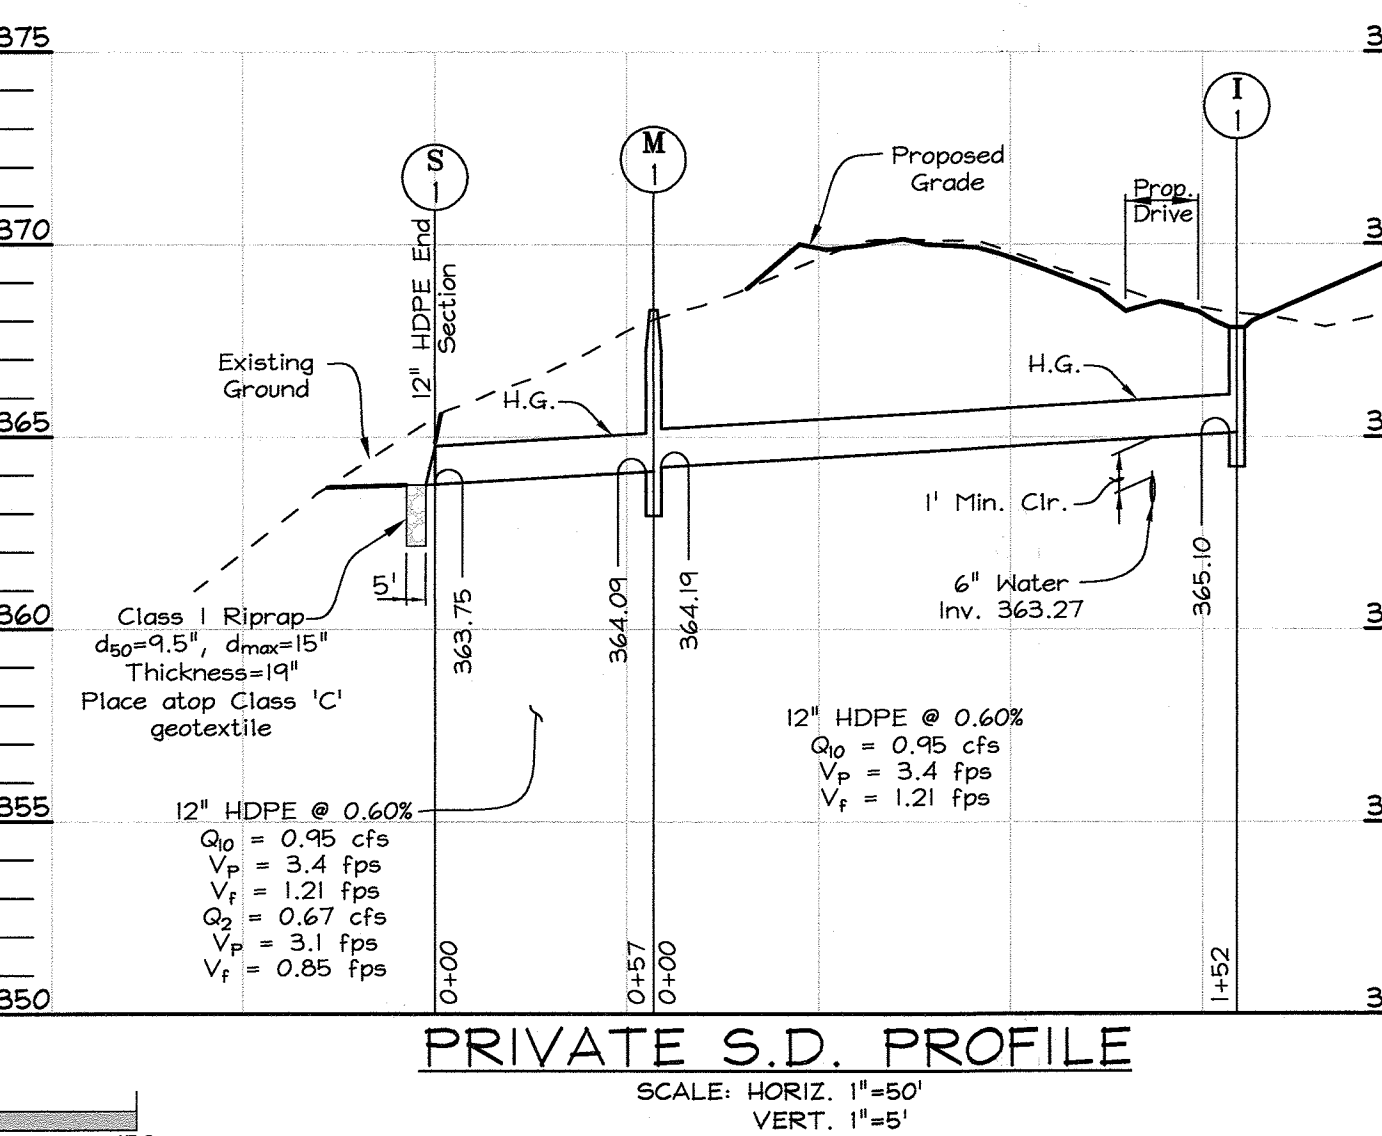 375
370
365
360
355
350
S
1
M
1
I
1
12" HDPE End
Section
Proposed
Grade
Prop.
Drive
Existing
Ground
H.G.
H.G.
1' Min. Clr.
6" Water
Inv. 363.27
5'
Class 1 Riprap
d50=9.5", dmax=15"
Thickness=19"
Place atop Class 'C'
geotextile
363.75
364.09
364.19
365.10
12" HDPE @ 0.60%
Q10 = 0.95 cfs
VP = 3.4 fps
Vf = 1.21 fps
12" HDPE @ 0.60%
Q10 = 0.95 cfs
VP = 3.4 fps
Vf = 1.21 fps
Q2 = 0.67 cfs
VP = 3.1 fps
Vf = 0.85 fps
0+00
0+57
0+00
1+52
PRIVATE S.D. PROFILE
SCALE: HORIZ. 1"=50'
VERT. 1"=5'